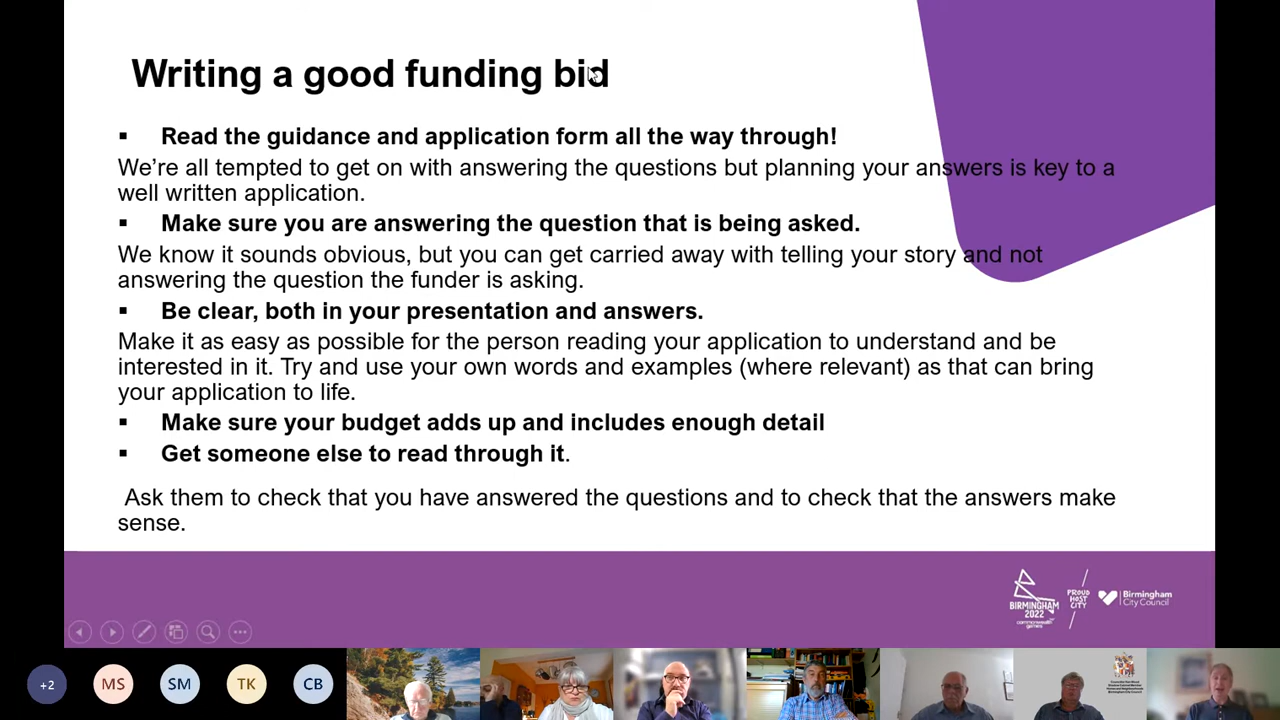 Writing a good funding bid
▪ Read the guidance and application form all the way through!
We’re all tempted to get on with answering the questions but planning your answers is key to a
well written application.
▪ Make sure you are answering the question that is being asked.
We know it sounds obvious, but you can get carried away with telling your story and not
answering the question the funder is asking.
▪ Be clear, both in your presentation and answers.
Make it as easy as possible for the person reading your application to understand and be
interested in it. Try and use your own words and examples (where relevant) as that can bring
your application to life.
▪ Make sure your budget adds up and includes enough detail
▪ Get someone else to read through it.
Ask them to check that you have answered the questions and to check that the answers make
sense.
BIRMINGHAM
2022
commonwealth
games
PROUD
HOST
CITY
Birmingham
City Council
+2
MS
SM
TK
CB